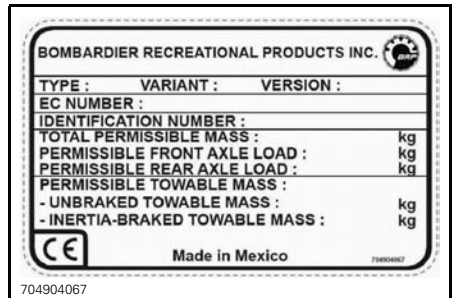 BOMBARDIER RECREATIONAL PRODUCTS INC. BRP
TYPE : VARIANT : VERSION :
EC NUMBER :
IDENTIFICATION NUMBER :
TOTAL PERMISSIBLE MASS : kg
PERMISSIBLE FRONT AXLE LOAD : kg
PERMISSIBLE REAR AXLE LOAD : kg
PERMISSIBLE TOWABLE MASS :
- UNBRAKED TOWABLE MASS : kg
- INERTIA-BRAKED TOWABLE MASS : kg
CE Made in Mexico 704904067
704904067